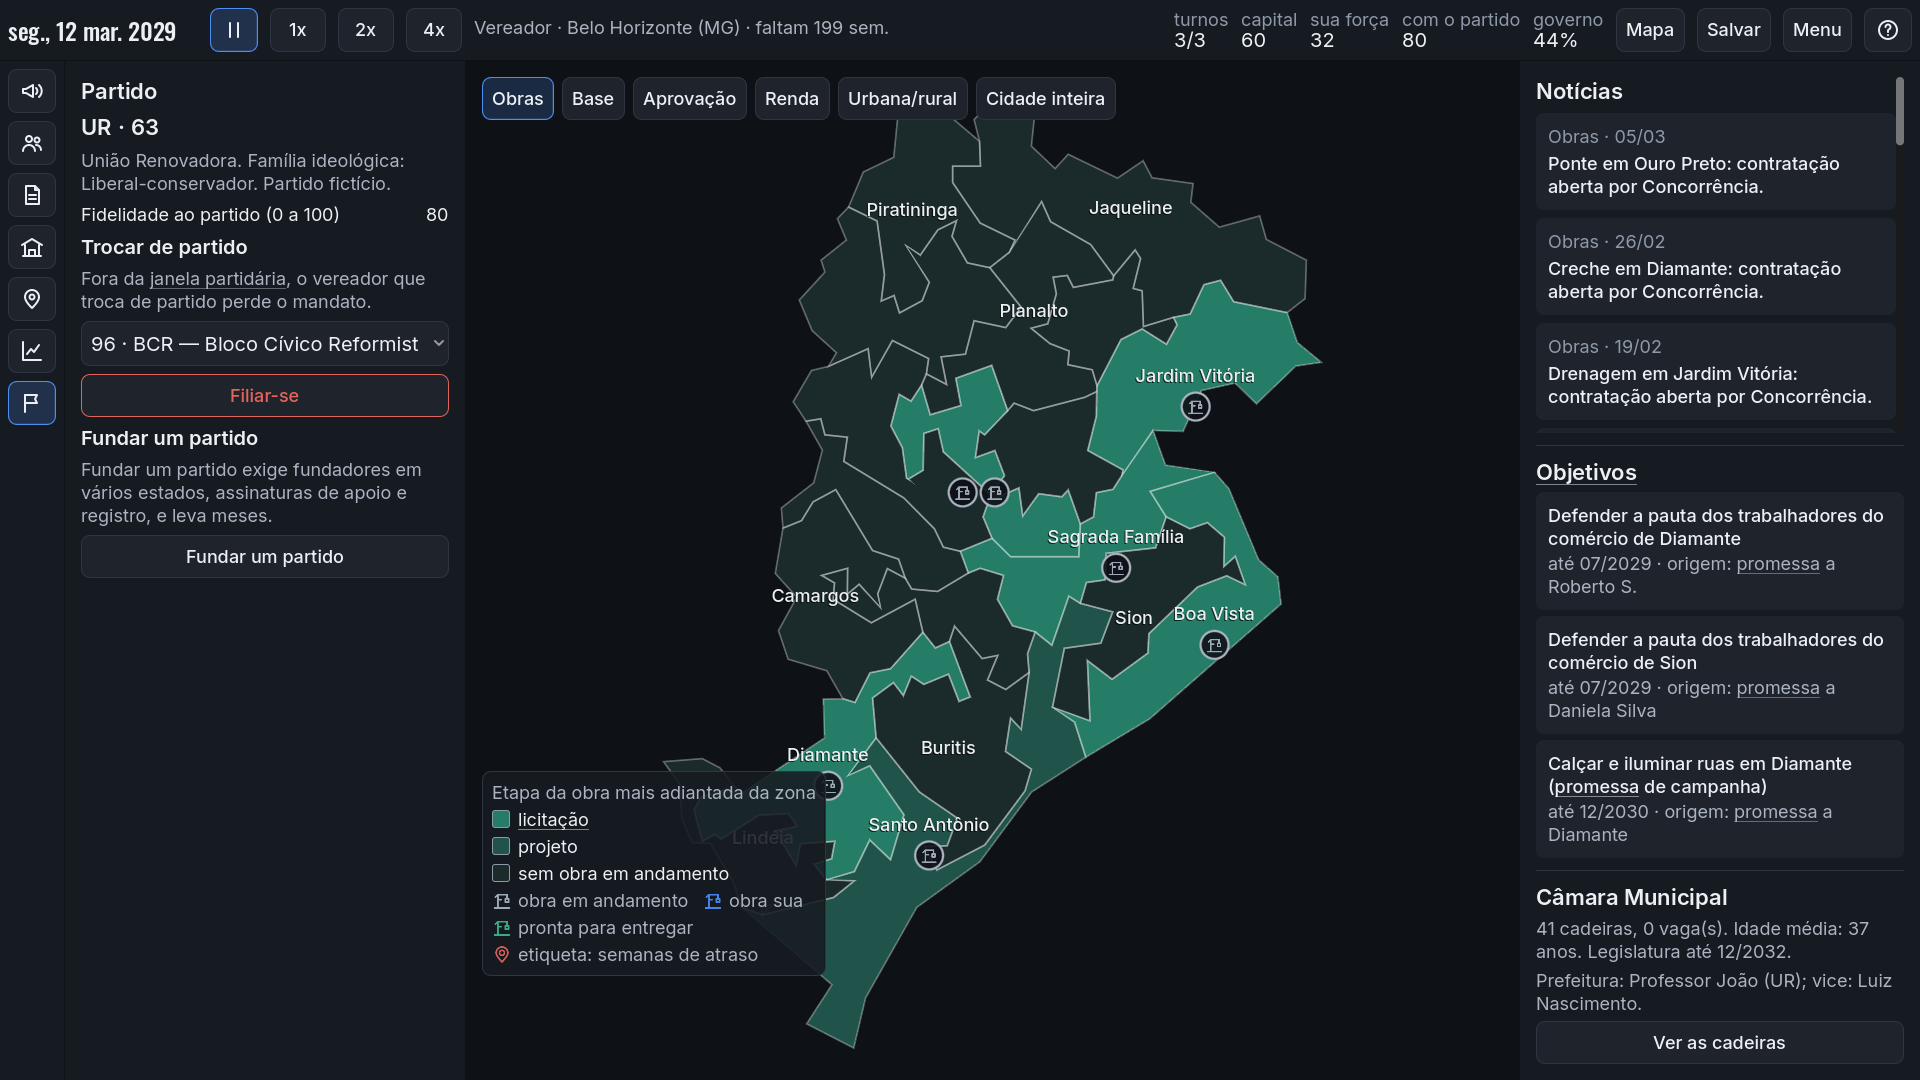 seg., 12 mar. 2029
1x
2x
4x
Vereador · Belo Horizonte (MG) · faltam 199 sem.
turnos
3/3
capital
60
sua força
32
com o partido
80
governo
44%
Mapa
Salvar
Menu
Partido
UR · 63
União Renovadora. Família ideológica:
Liberal-conservador. Partido fictício.
Fidelidade ao partido (0 a 100) 80
Trocar de partido
Fora da janela partidária, o vereador que
troca de partido perde o mandato.
96 · BCR — Bloco Cívico Reformist
Filiar-se
Fundar um partido
Fundar um partido exige fundadores em
vários estados, assinaturas de apoio e
registro, e leva meses.
Fundar um partido
Obras
Base
Aprovação
Renda
Urbana/rural
Cidade inteira
Piratininga
Jaqueline
Planalto
Jardim Vitória
Sagrada Família
Camargos
Sion
Boa Vista
Buritis
Diamante
Santo Antônio
Lindéia
Etapa da obra mais adiantada da zona
licitação
projeto
sem obra em andamento
obra em andamento
obra sua
pronta para entregar
etiqueta: semanas de atraso
Notícias
Obras · 05/03
Ponte em Ouro Preto: contratação
aberta por Concorrência.
Obras · 26/02
Creche em Diamante: contratação
aberta por Concorrência.
Obras · 19/02
Drenagem em Jardim Vitória:
contratação aberta por Concorrência.
Objetivos
Defender a pauta dos trabalhadores do
comércio de Diamante
até 07/2029 · origem: promessa a
Roberto S.
Defender a pauta dos trabalhadores do
comércio de Sion
até 07/2029 · origem: promessa a
Daniela Silva
Calçar e iluminar ruas em Diamante
(promessa de campanha)
até 12/2030 · origem: promessa a
Diamante
Câmara Municipal
41 cadeiras, 0 vaga(s). Idade média: 37
anos. Legislatura até 12/2032.
Prefeitura: Professor João (UR); vice: Luiz
Nascimento.
Ver as cadeiras